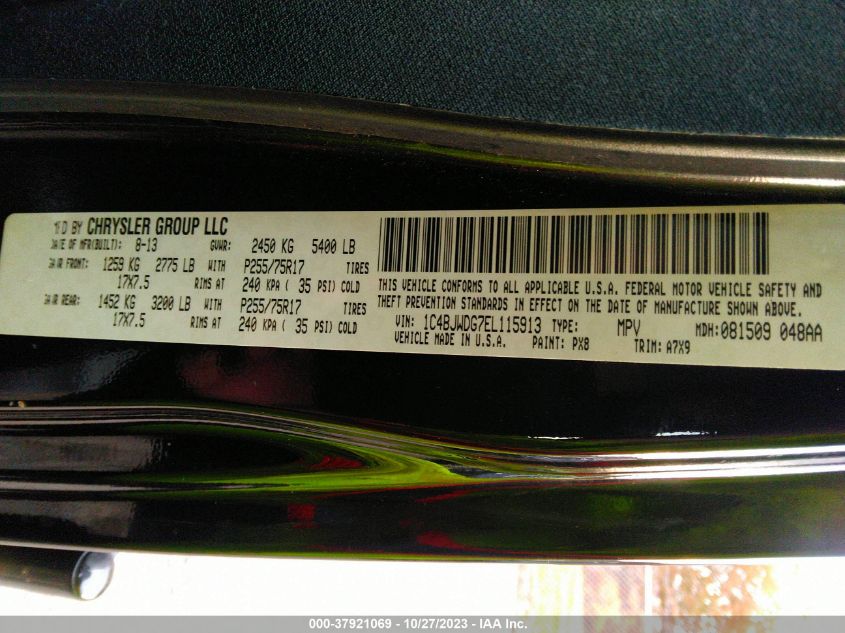 M'D BY CHRYSLER GROUP LLC
DATE OF MFR(BUILT): 8-13 GVWR: 2450 KG 5400 LB
GAWR FRONT: 1259 KG 2775 LB WITH P255/75R17 TIRES
17X7.5 RIMS AT 240 KPA ( 35 PSI) COLD
GAWR REAR: 1452 KG 3200 LB WITH P255/75R17 TIRES
17X7.5 RIMS AT 240 KPA ( 35 PSI) COLD
THIS VEHICLE CONFORMS TO ALL APPLICABLE U.S.A. FEDERAL MOTOR VEHICLE SAFETY AND
THEFT PREVENTION STANDARDS IN EFFECT ON THE DATE OF MANUFACTURE SHOWN ABOVE.
VIN: 1C4BJWDG7EL115913 TYPE: MPV MDH: 081509 048AA
VEHICLE MADE IN U.S.A. PAINT: PX8 TRIM: A7X9
000-37921069 - 10/27/2023 - IAA Inc.